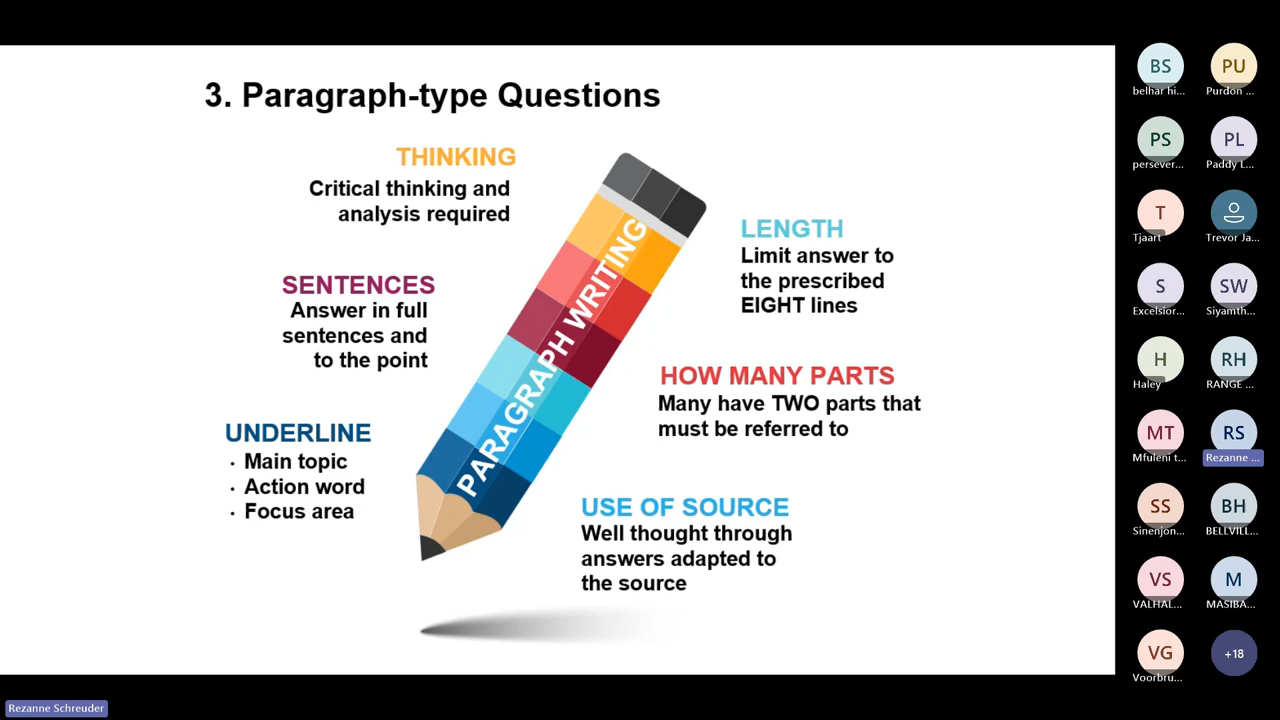 3. Paragraph-type Questions
THINKING
Critical thinking and
analysis required
SENTENCES
Answer in full
sentences and
to the point
UNDERLINE
· Main topic
· Action word
· Focus area
PARAGRAPH WRITING
LENGTH
Limit answer to
the prescribed
EIGHT lines
HOW MANY PARTS
Many have TWO parts that
must be referred to
USE OF SOURCE
Well thought through
answers adapted to
the source
BS
belhar hi...
PU
Purdon ...
PS
persever...
PL
Paddy L...
T
Tjaart
Trevor Ja...
S
Excelsior...
SW
Siyamth...
H
Haley
RH
RANGE ...
MT
Mfuleni t...
RS
Rezanne ...
SS
Sinenjon...
BH
BELLVILL...
VS
VALHAL...
M
MASIBA...
VG
Voorbru...
+18
Rezanne Schreuder